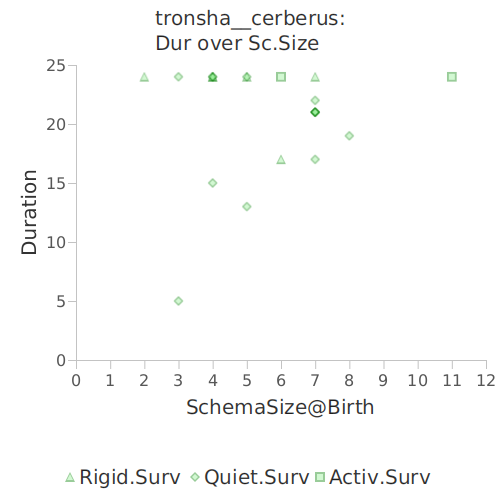 tronsha__cerberus:
Dur over Sc.Size
25
20
15
10
5
0
Duration
0 1 2 3 4 5 6 7 8 9 10 11 12
SchemaSize@Birth
Rigid.Surv Quiet.Surv Activ.Surv